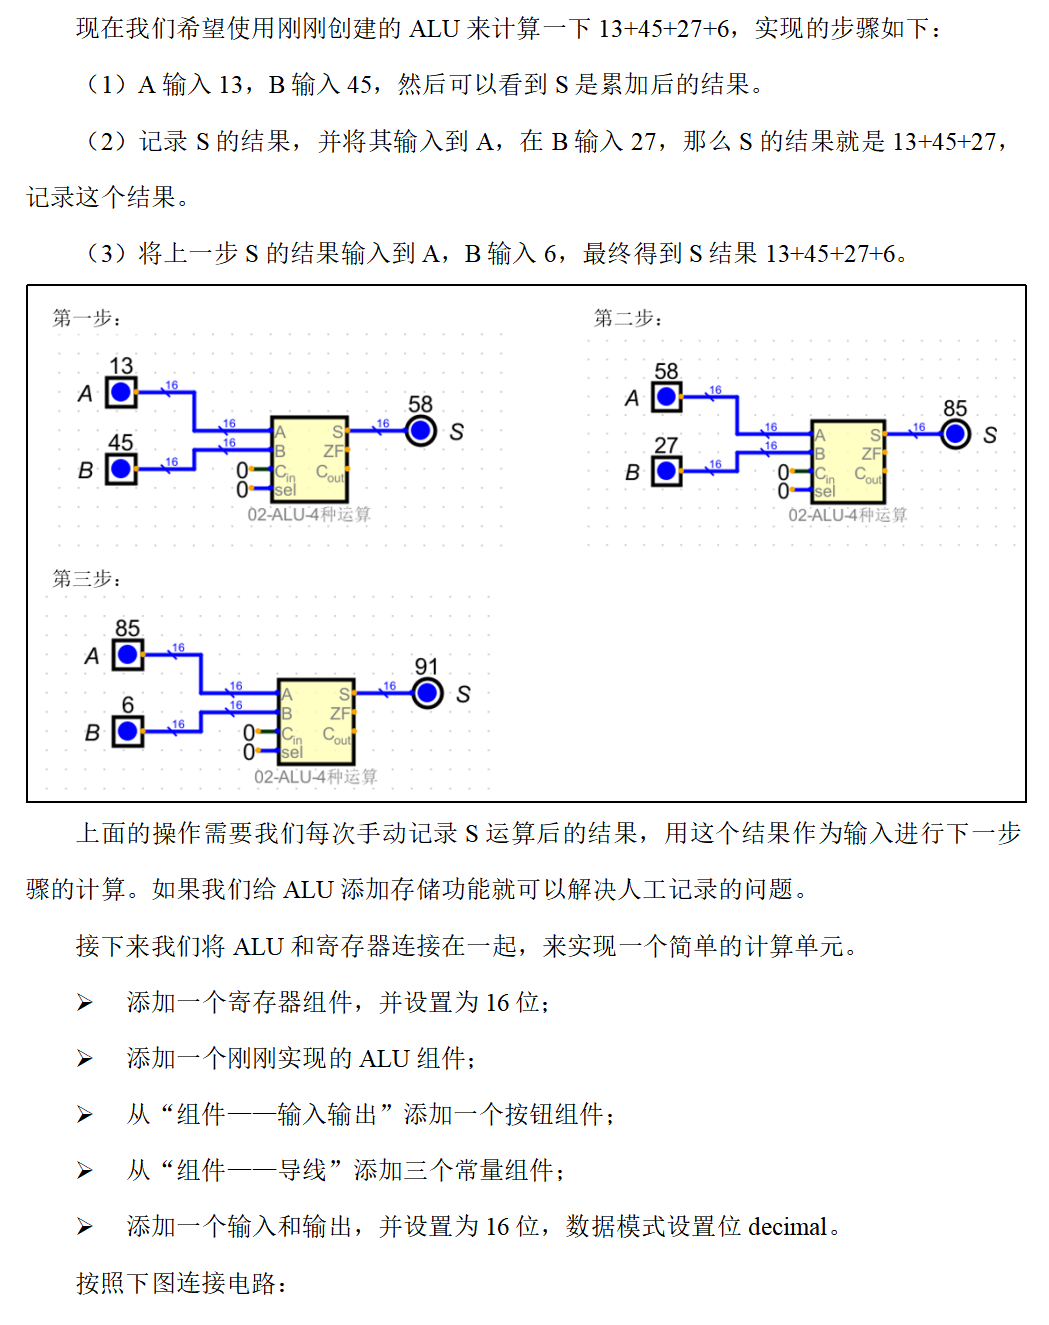 现在我们希望使用刚刚创建的 ALU 来计算一下 13+45+27+6，实现的步骤如下：
（1）A 输入 13，B 输入 45，然后可以看到 S 是累加后的结果。
（2）记录 S 的结果，并将其输入到 A，在 B 输入 27，那么 S 的结果就是 13+45+27，
记录这个结果。
（3）将上一步 S 的结果输入到 A，B 输入 6，最终得到 S 结果 13+45+27+6。
第一步：
13
A
16
16
58
16
S
45
B
16
16
0
0
A
B
Cin
sel
S
ZF
Cout
02-ALU-4种运算
第二步：
58
A
16
16
85
16
S
27
B
16
16
0
0
A
B
Cin
sel
S
ZF
Cout
02-ALU-4种运算
第三步：
85
A
16
16
91
16
S
6
B
16
16
0
0
A
B
Cin
sel
S
ZF
Cout
02-ALU-4种运算
上面的操作需要我们每次手动记录 S 运算后的结果，用这个结果作为输入进行下一步
骤的计算。如果我们给 ALU 添加存储功能就可以解决人工记录的问题。
接下来我们将 ALU 和寄存器连接在一起，来实现一个简单的计算单元。
➢ 添加一个寄存器组件，并设置为 16 位；
➢ 添加一个刚刚实现的 ALU 组件；
➢ 从“组件——输入输出”添加一个按钮组件；
➢ 从“组件——导线”添加三个常量组件；
➢ 添加一个输入和输出，并设置为 16 位，数据模式设置位 decimal。
按照下图连接电路：